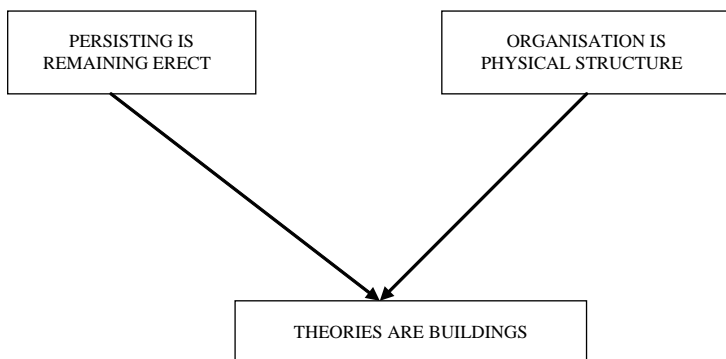 PERSISTING IS
REMAINING ERECT
ORGANISATION IS
PHYSICAL STRUCTURE
THEORIES ARE BUILDINGS